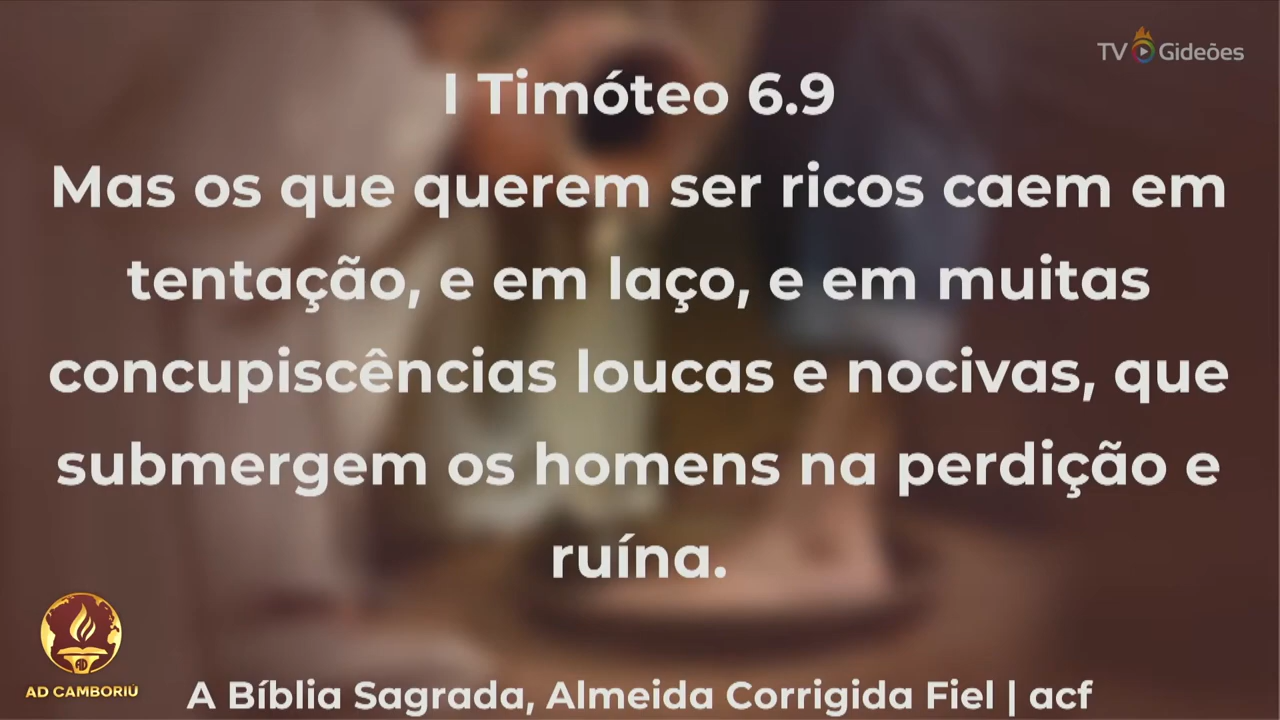 TV Gideões
I Timóteo 6.9
Mas os que querem ser ricos caem em
tentação, e em laço, e em muitas
concupiscências loucas e nocivas, que
submergem os homens na perdição e
ruína.
AD
AD CAMBORIÚ
A Bíblia Sagrada, Almeida Corrigida Fiel | acf